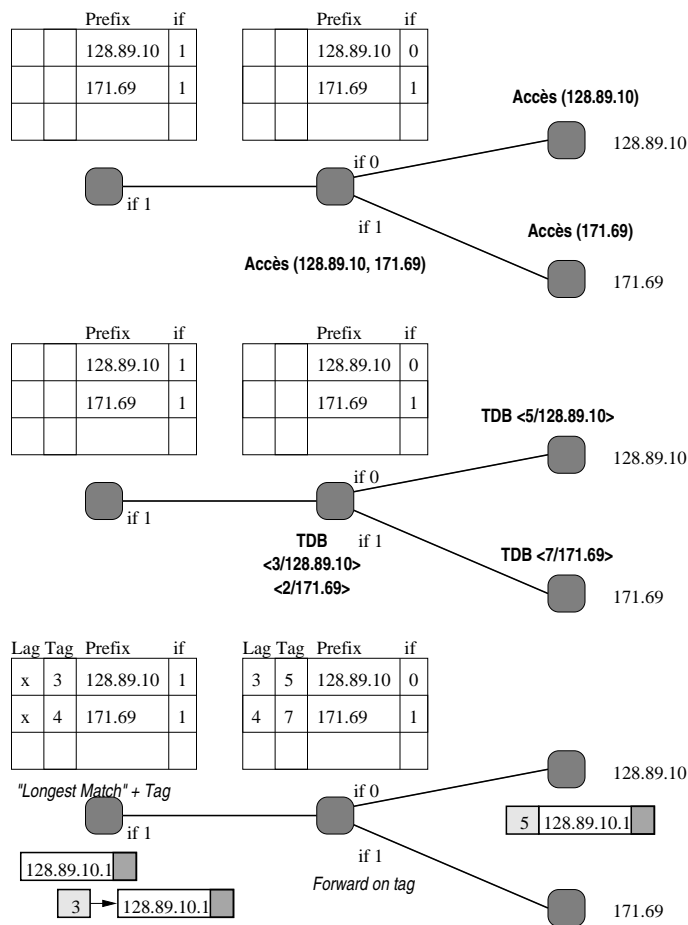 Prefix if
128.89.10 1
171.69 1
Prefix if
128.89.10 0
171.69 1
Accès (128.89.10)
128.89.10
if 0
if 1
if 1
Accès (171.69)
Accès (128.89.10, 171.69)
171.69
Prefix if
128.89.10 1
171.69 1
Prefix if
128.89.10 0
171.69 1
TDB <5/128.89.10>
128.89.10
if 0
if 1
TDB
<3/128.89.10>
<2/171.69>
if 1
TDB <7/171.69>
171.69
Lag Tag Prefix if
x 3 128.89.10 1
x 4 171.69 1
Lag Tag Prefix if
3 5 128.89.10 0
4 7 171.69 1
"Longest Match" + Tag
128.89.10
if 0
if 1
5 128.89.10.1
if 1
128.89.10.1
Forward on tag
3 128.89.10.1
171.69